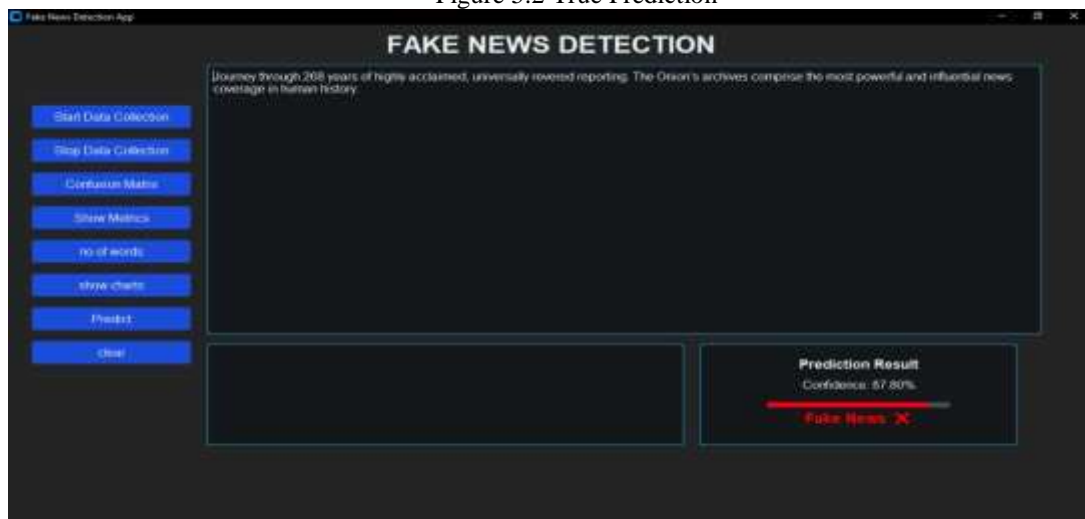 Figure 5.2 True Prediction
Fake News Detection App
FAKE NEWS DETECTION
Journey through 268 years of highly acclaimed, universally revered reporting. The Onion's archives comprise the most powerful and influential news
coverage in human history.
Start Data Collection
Stop Data Collection
Confusion Matrix
Show Metrics
no of words
show charts
Predict
clear
Prediction Result
Confidence:
Fake News ✕